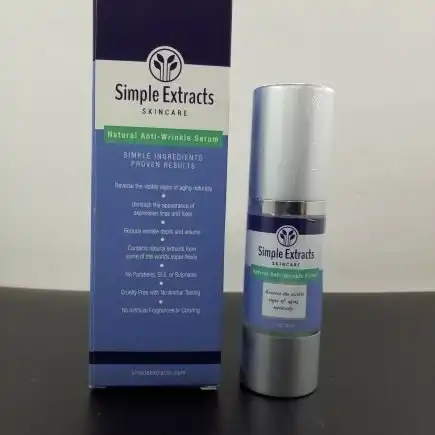 Simple Extracts
SKINCARE
Natural Anti-Wrinkle Serum
SIMPLE INGREDIENTS
PROVEN RESULTS
Reverse the visible signs of aging naturally
Diminish the appearance of
expression lines and folds
Reduce wrinkle depth and volume
Contains natural extracts from
some of the worlds super-foods
No Parabens, SLS, or Sulphates
Cruelty Free With No Animal Testing
No Artificial Fragrances or Coloring
simpleextracts.com
Simple Extracts
SKINCARE
Natural Anti-Wrinkle Serum
Reverse the visible
signs of aging
naturally